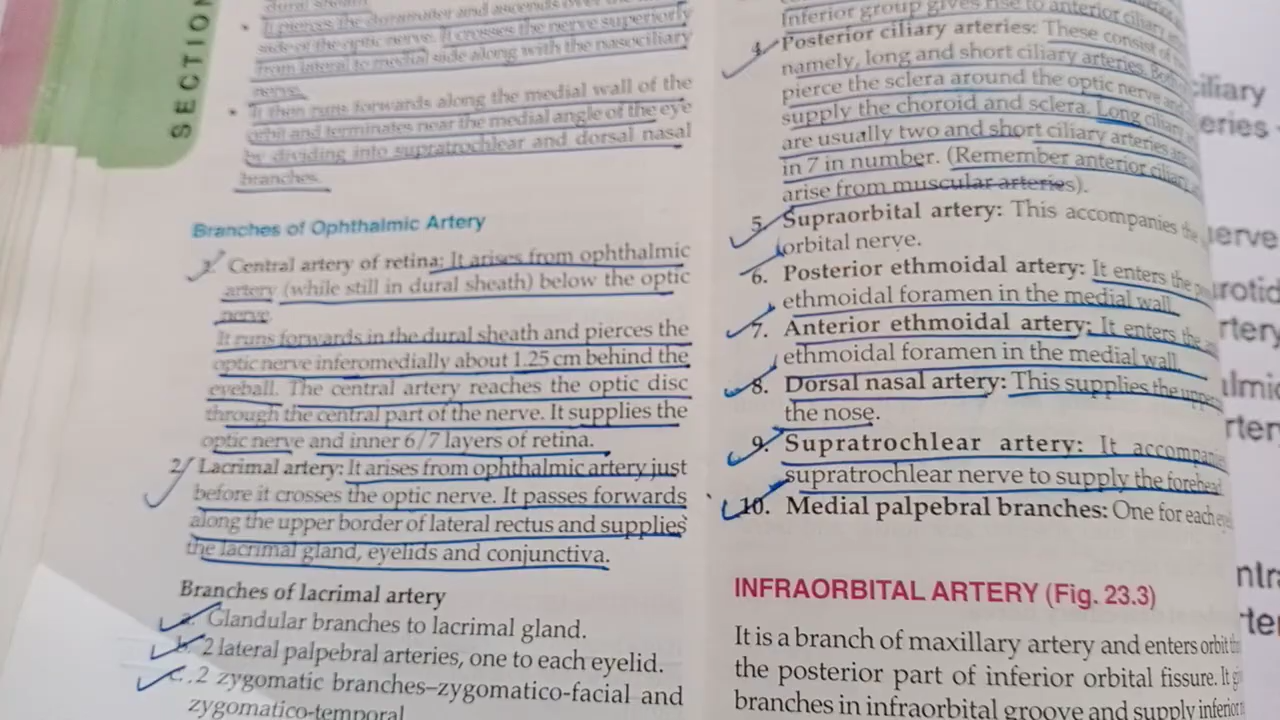 SECTION
dural sheath.
• It pierces the duramater and ascends over the
side of the optic nerve. It crosses the nerve superiorly
from lateral to medial side along with the nasociliary
nerve.
• It then runs forwards along the medial wall of the
orbit and terminates near the medial angle of the eye
by dividing into supratrochlear and dorsal nasal
branches.
Branches of Ophthalmic Artery
1. Central artery of retina: It arises from ophthalmic
artery (while still in dural sheath) below the optic
nerve.
It runs forwards in the dural sheath and pierces the
optic nerve inferomedially about 1.25 cm behind the
eyeball. The central artery reaches the optic disc
through the central part of the nerve. It supplies the
optic nerve and inner 6/7 layers of retina.
2. Lacrimal artery: It arises from ophthalmic artery just
before it crosses the optic nerve. It passes forwards
along the upper border of lateral rectus and supplies
the lacrimal gland, eyelids and conjunctiva.
Branches of lacrimal artery
a. Glandular branches to lacrimal gland.
b. 2 lateral palpebral arteries, one to each eyelid.
c. 2 zygomatic branches–zygomatico-facial and
zygomatico-temporal
Inferior group gives rise to anterior ciliary
4. Posterior ciliary arteries: These consist of
namely, long and short ciliary arteries. Both
pierce the sclera around the optic nerve and
supply the choroid and sclera. Long ciliary
are usually two and short ciliary arteries are
in 7 in number. (Remember anterior ciliary
arise from muscular arteries).
5. Supraorbital artery: This accompanies the
orbital nerve.
6. Posterior ethmoidal artery: It enters the
ethmoidal foramen in the medial wall.
7. Anterior ethmoidal artery: It enters the
ethmoidal foramen in the medial wall.
8. Dorsal nasal artery: This supplies the upper
the nose.
9. Supratrochlear artery: It accompanies
supratrochlear nerve to supply the forehead
10. Medial palpebral branches: One for each
INFRAORBITAL ARTERY (Fig. 23.3)
It is a branch of maxillary artery and enters orbit
the posterior part of inferior orbital fissure. It
branches in infraorbital groove and supply inferior